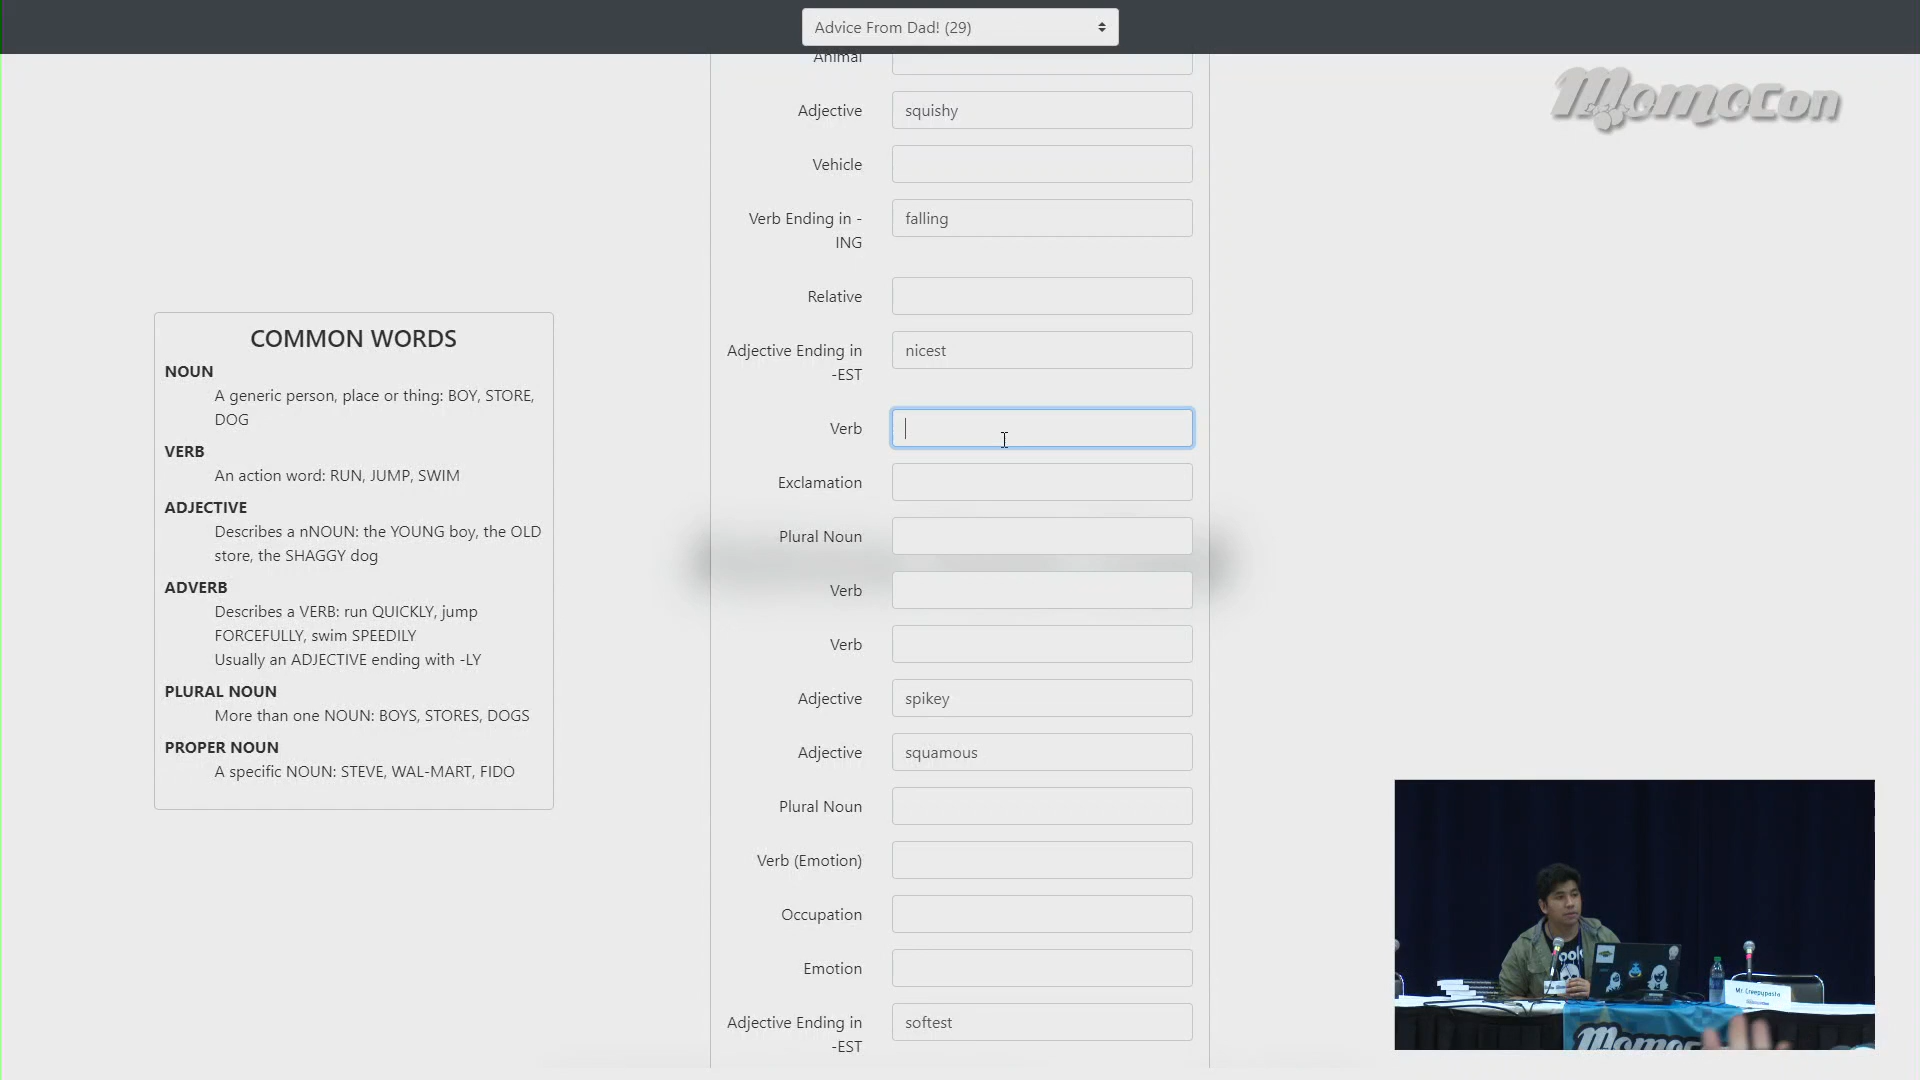 Advice From Dad! (29)
MomoCon
Animal
Adjective squishy
Vehicle
Verb Ending in -
ING falling
Relative
Adjective Ending in
-EST nicest
Verb
Exclamation
Plural Noun
Verb
Verb
Adjective spikey
Adjective squamous
Plural Noun
Verb (Emotion)
Occupation
Emotion
Adjective Ending in
-EST softest
COMMON WORDS
NOUN
A generic person, place or thing: BOY, STORE,
DOG
VERB
An action word: RUN, JUMP, SWIM
ADJECTIVE
Describes a nNOUN: the YOUNG boy, the OLD
store, the SHAGGY dog
ADVERB
Describes a VERB: run QUICKLY, jump
FORCEFULLY, swim SPEEDILY
Usually an ADJECTIVE ending with -LY
PLURAL NOUN
More than one NOUN: BOYS, STORES, DOGS
PROPER NOUN
A specific NOUN: STEVE, WAL-MART, FIDO
Mr Creepypasta